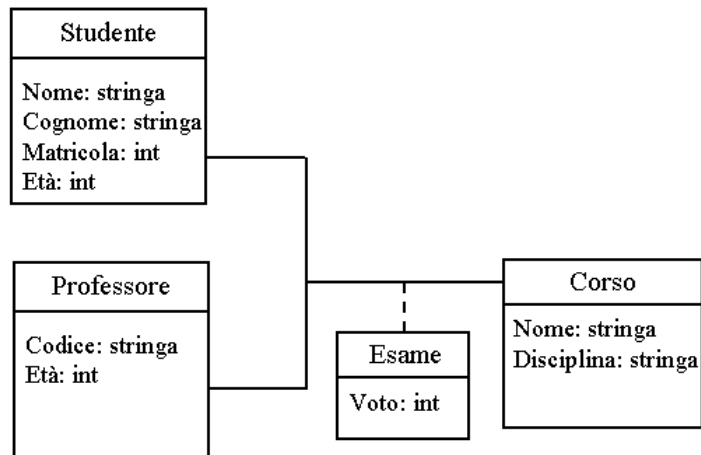 Studente
Nome: stringa
Cognome: stringa
Matricola: int
Età: int
Professore
Codice: stringa
Età: int
Esame
Voto: int
Corso
Nome: stringa
Disciplina: stringa